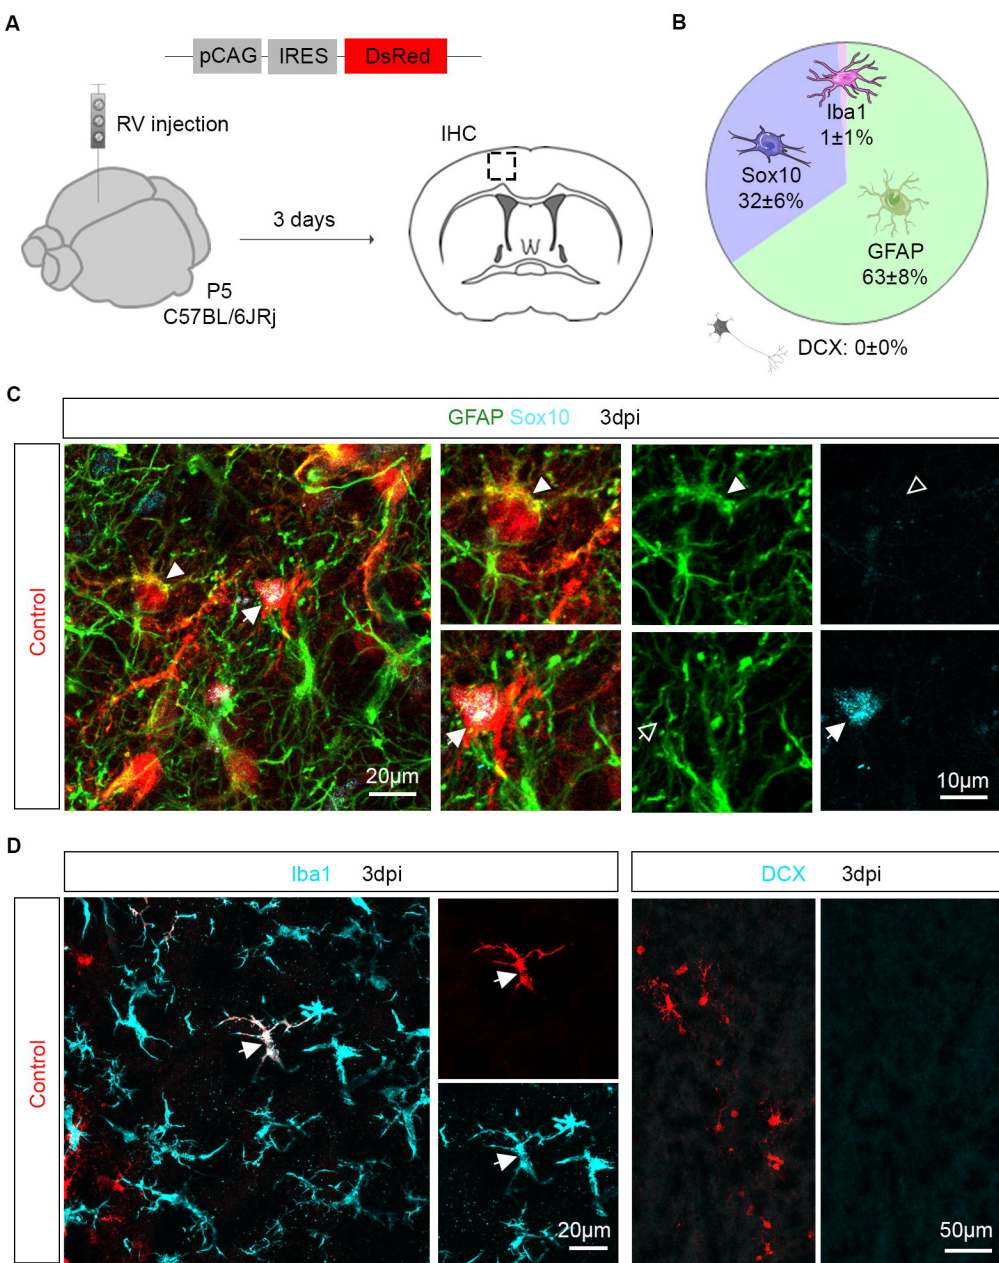 A
pCAG IRES DsRed
RV injection
3 days
P5
C57BL/6JRj
IHC
B
Iba1
1±1%
Sox10
32±6%
GFAP
63±8%
DCX: 0±0%
C
GFAP Sox10 3dpi
Control
20µm
10µm
D
Iba1 3dpi
DCX 3dpi
Control
20µm
50µm